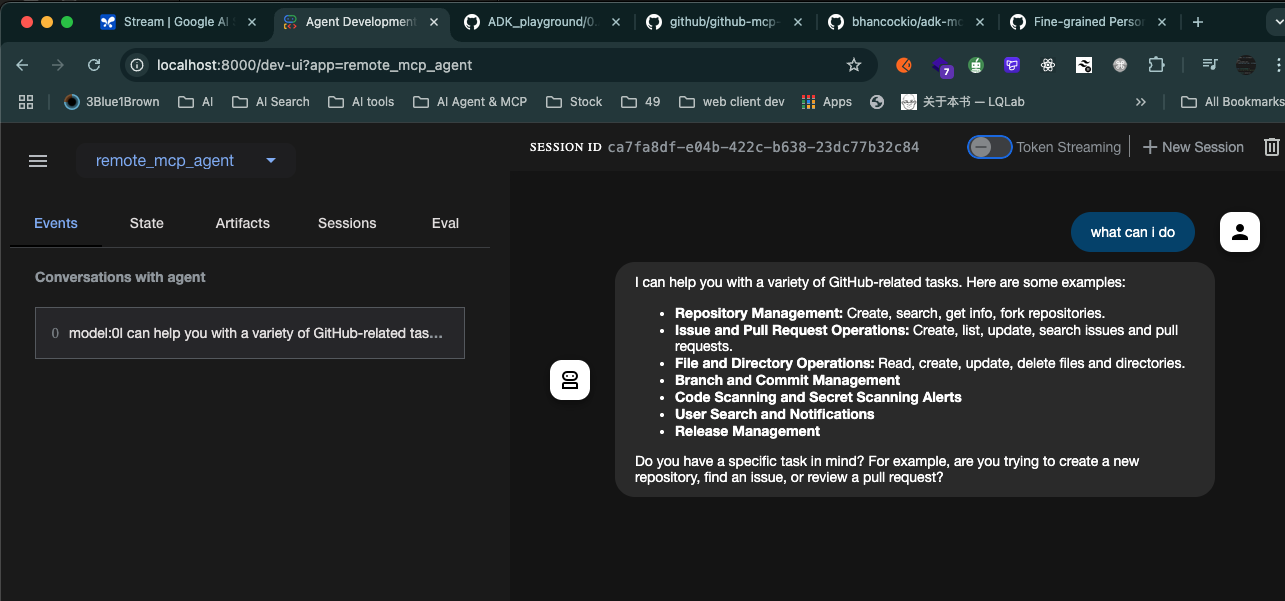 Stream | Google AI
Agent Development
ADK_playground/0.
github/github-mcp-
bhancockio/adk-mc
Fine-grained Person
localhost:8000/dev-ui?app=remote_mcp_agent
7
3Blue1Brown
AI
AI Search
AI tools
AI Agent & MCP
Stock
49
web client dev
Apps
关于本书 — LQLab
All Bookmarks
remote_mcp_agent
SESSION ID ca7fa8df-e04b-422c-b638-23dc77b32c84
Token Streaming
New Session
Events
State
Artifacts
Sessions
Eval
Conversations with agent
0 model:0I can help you with a variety of GitHub-related tas...
what can i do
I can help you with a variety of GitHub-related tasks. Here are some examples:
• Repository Management: Create, search, get info, fork repositories.
• Issue and Pull Request Operations: Create, list, update, search issues and pull
requests.
• File and Directory Operations: Read, create, update, delete files and directories.
• Branch and Commit Management
• Code Scanning and Secret Scanning Alerts
• User Search and Notifications
• Release Management
Do you have a specific task in mind? For example, are you trying to create a new
repository, find an issue, or review a pull request?